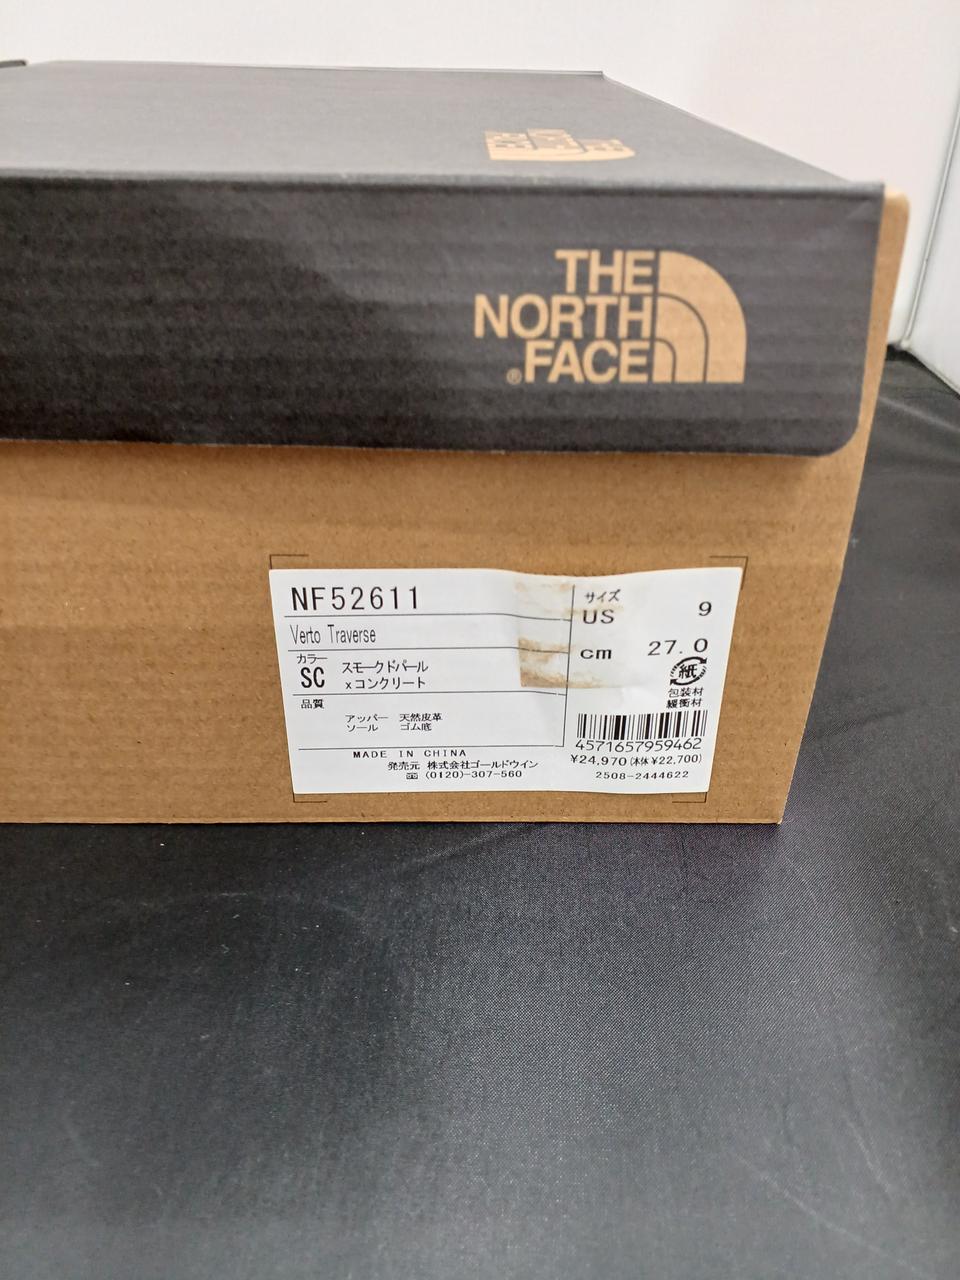 THE
NORTH
FACE
THE
NORTH
FACE
®
NF52611
Verto Traverse
カラー
SC
スモークドパール
xコンクリート
品質
アッパー 天然皮革
ソール ゴム底
MADE IN CHINA
発売元 株式会社ゴールドウイン
(0120)-307-560
サイズ
US 9
cm 27.0
紙
包装材
緩衝材
4571657959462
¥24,970(本体¥22,700)
2508-2444622